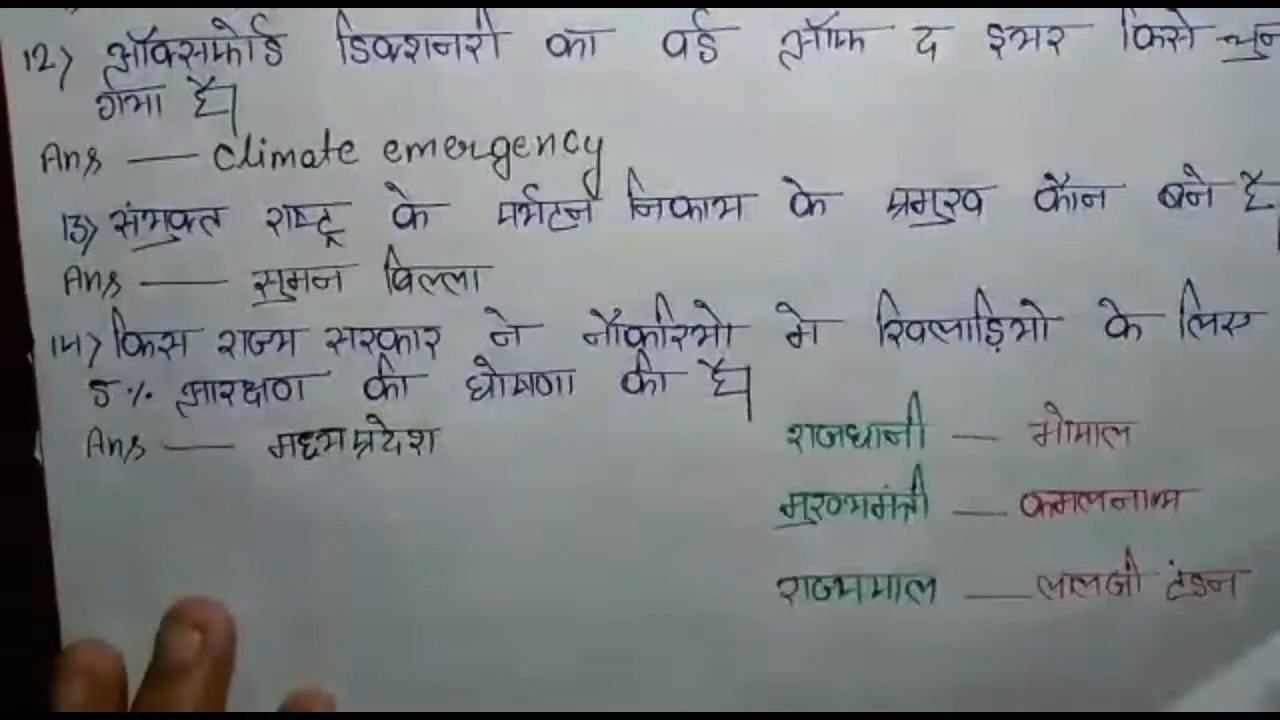 12) ऑक्सफोर्ड डिक्शनरी का वर्ड ऑफ द इयर किसे चुन
गया है।
Ans — Climate emergency
13) संयुक्त राष्ट्र के पर्यटन निकाय के प्रमुख कौन बने है
Ans — सुमन बिल्ला
14) किस राज्य सरकार ने नौकरियो मे खिलाड़ियो के लिए
5% आरक्षण की घोषणा की है।
Ans — मध्यप्रदेश
राजधानी — भोपाल
मुख्यमंत्री — कमलनाथ
राज्यपाल — लालजी टंडन